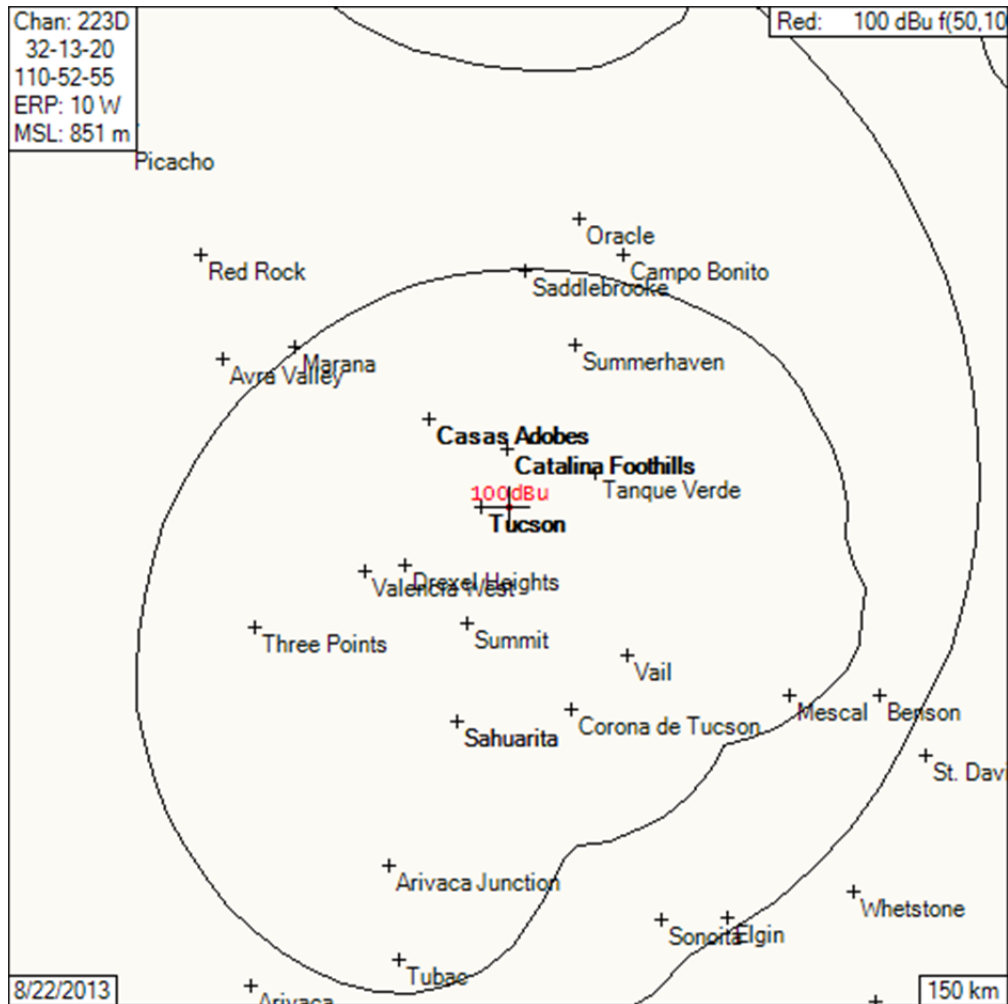 Chan: 223D
32-13-20
110-52-55
ERP: 10 W
MSL: 851 m
Red: 100 dBu f(50,10
Picacho
Oracle
Red Rock
Campo Bonito
Saddlebrooke
Marana
Summerhaven
Avra Valley
Casas Adobes
Catalina Foothills
Tanque Verde
100dBu
Tucson
Drexel Heights
Valencia West
Three Points
Summit
Vail
Mescal
Benson
Corona de Tucson
Sahuarita
St. Dav
Arivaca Junction
Whetstone
Sonoita
Elgin
Tubac
Arivaca
8/22/2013
150 km